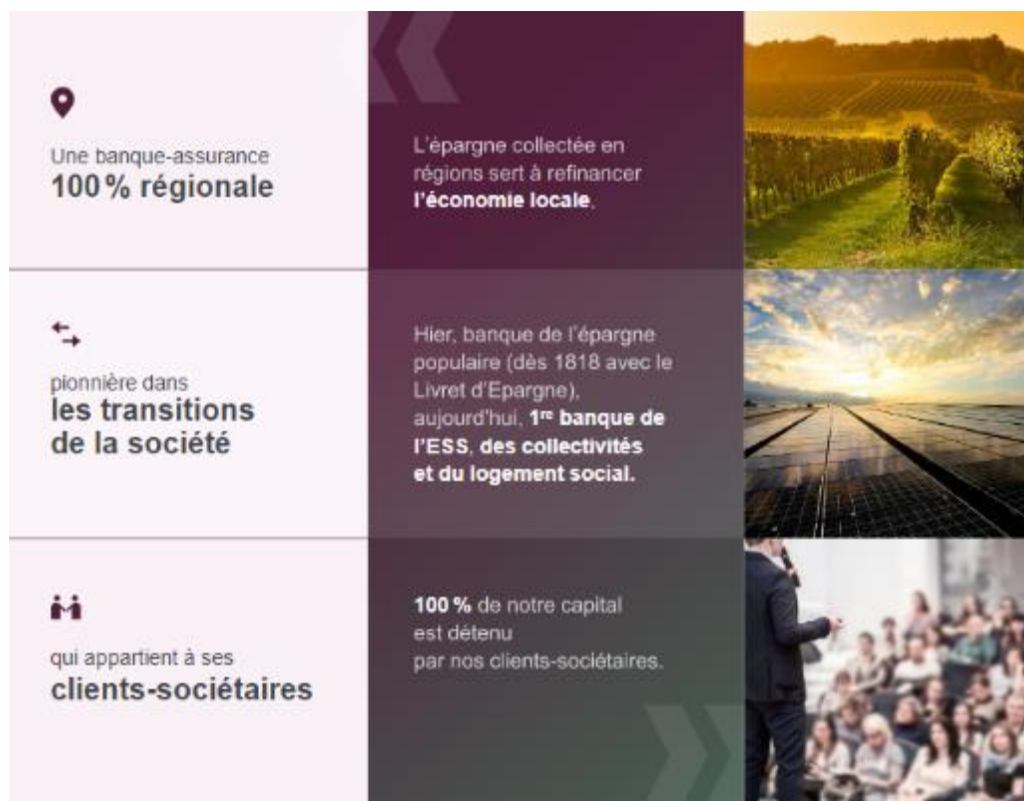 Une banque-assurance
100 % régionale
L'épargne collectée en
régions sert à refinancer
l'économie locale.
pionnière dans
les transitions
de la société
Hier, banque de l'épargne
populaire (dès 1818 avec le
Livret d'Epargne),
aujourd'hui, 1re banque de
l'ESS, des collectivités
et du logement social.
qui appartient à ses
clients-sociétaires
100 % de notre capital
est détenu
par nos clients-sociétaires.